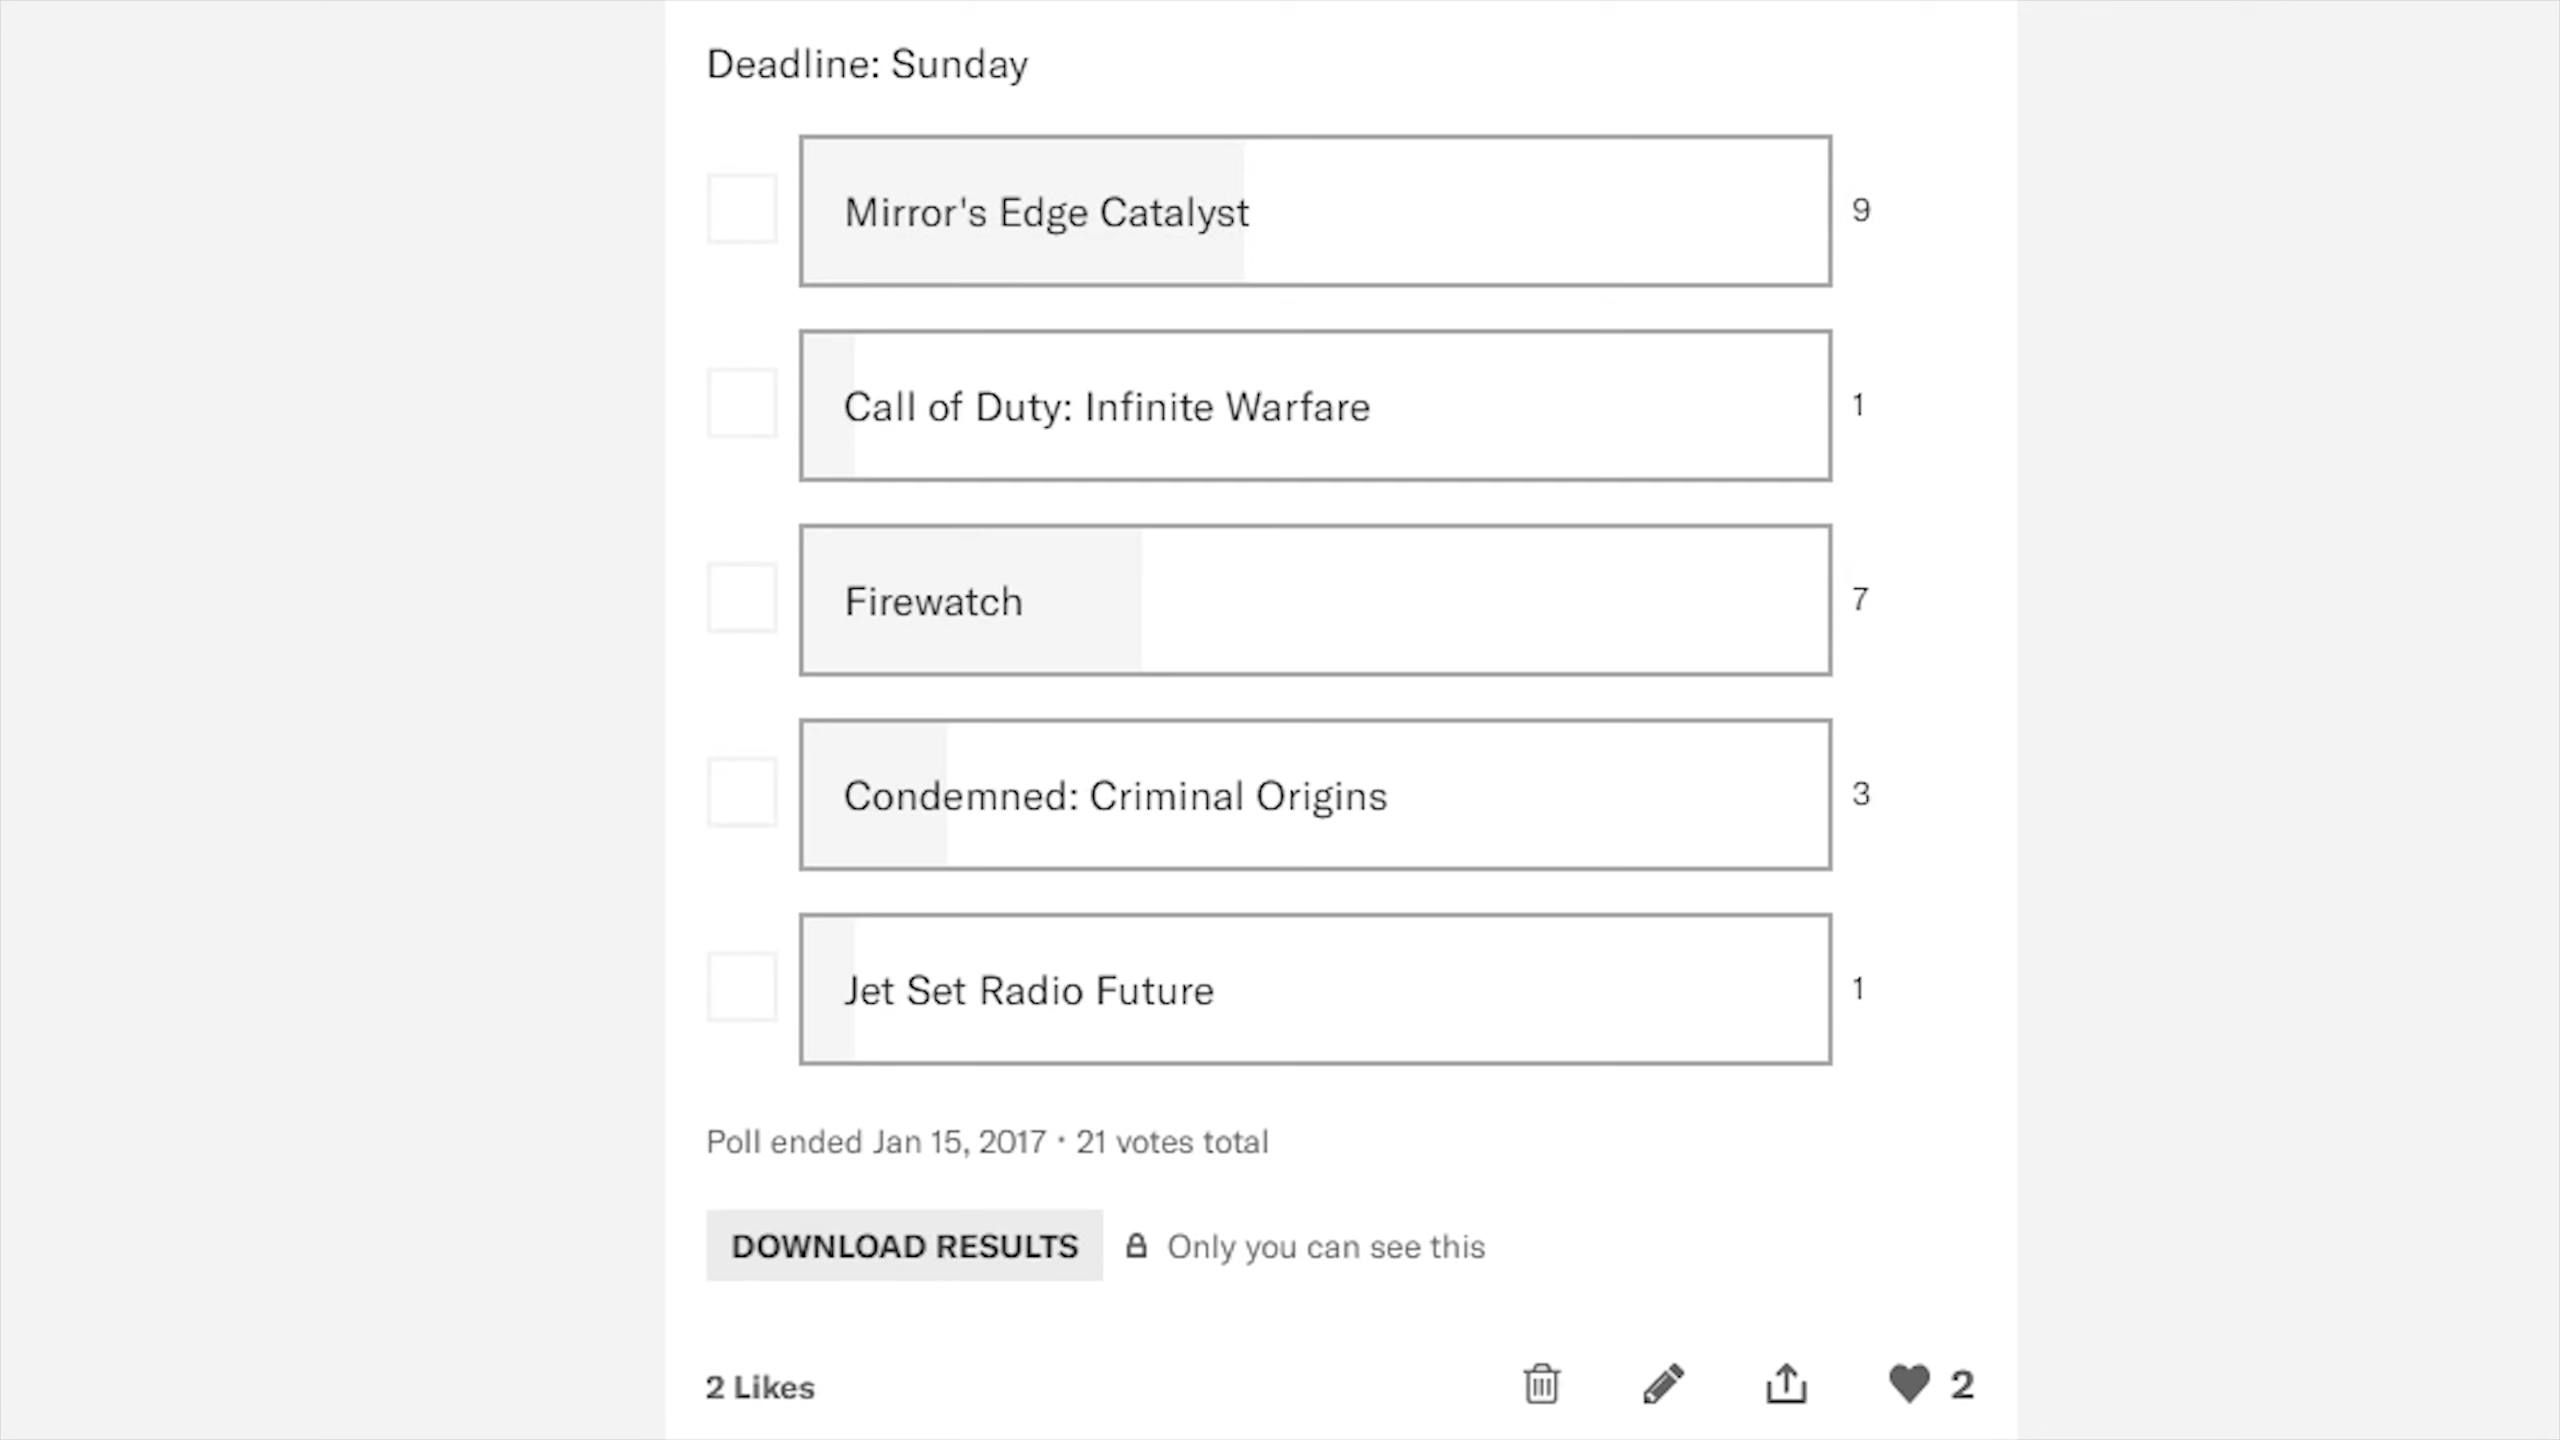 Deadline: Sunday
Mirror's Edge Catalyst 9
Call of Duty: Infinite Warfare 1
Firewatch 7
Condemned: Criminal Origins 3
Jet Set Radio Future 1
Poll ended Jan 15, 2017 • 21 votes total
DOWNLOAD RESULTS Only you can see this
2 Likes 2